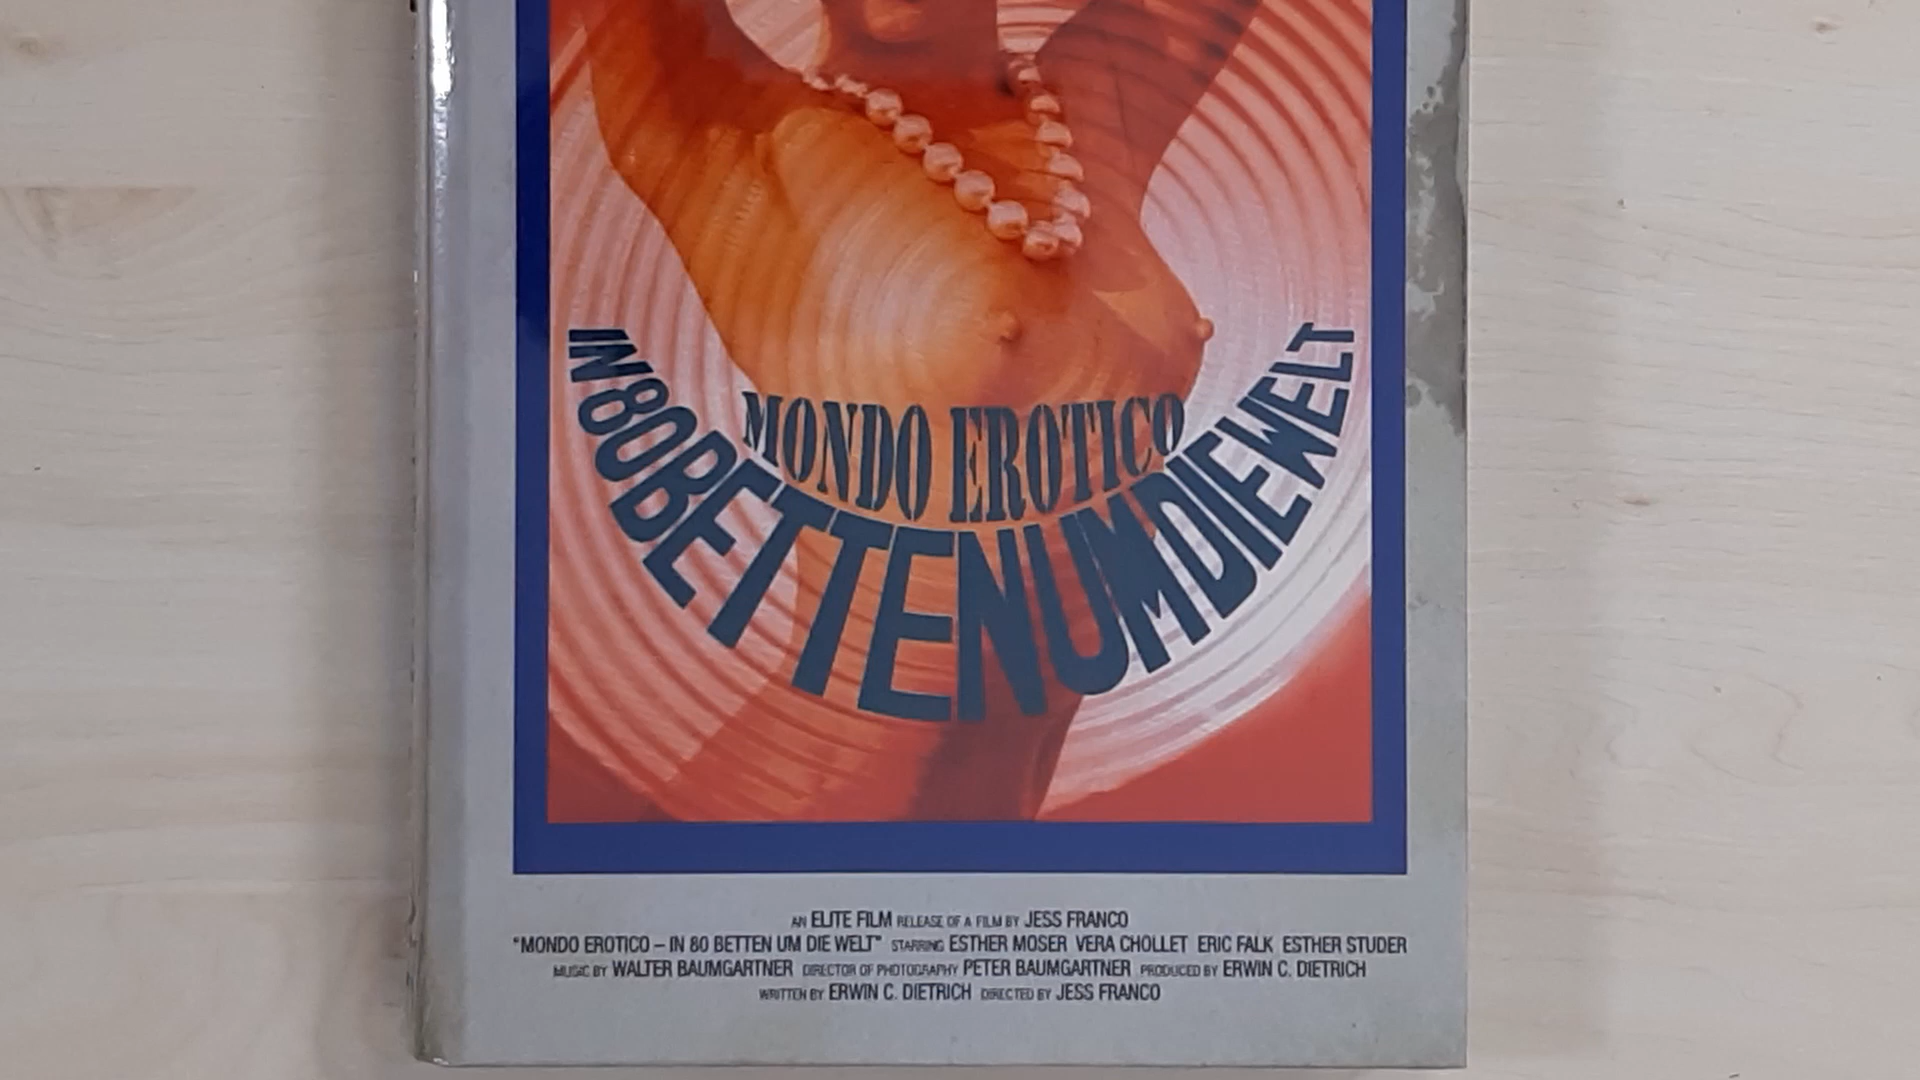 MONDO EROTICO
IN 80 BETTEN UM DIE WELT
AN ELITE FILM RELEASE OF A FILM BY JESS FRANCO
"MONDO EROTICO – IN 80 BETTEN UM DIE WELT" STARRING ESTHER MOSER VERA CHOLLET ERIC FALK ESTHER STUDER
MUSIC BY WALTER BAUMGARTNER DIRECTOR OF PHOTOGRAPHY PETER BAUMGARTNER PRODUCED BY ERWIN C. DIETRICH
WRITTEN BY ERWIN C. DIETRICH DIRECTED BY JESS FRANCO